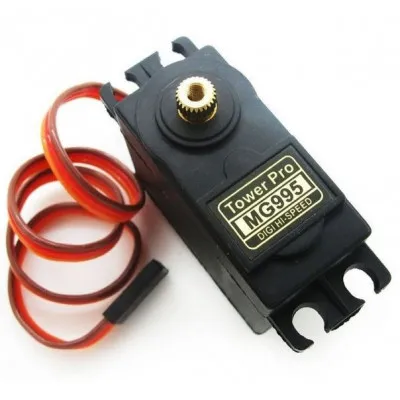 Tower Pro
MG995
DIGI HI-SPEED